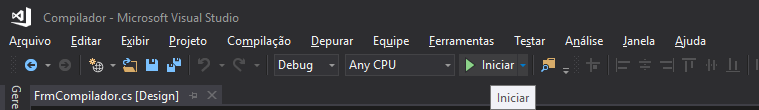 Compilador - Microsoft Visual Studio
Arquivo Editar Exibir Projeto Compilação Depurar Equipe Ferramentas Testar Análise Janela Ajuda
Debug Any CPU Iniciar
FrmCompilador.cs [Design]
Iniciar
Gere